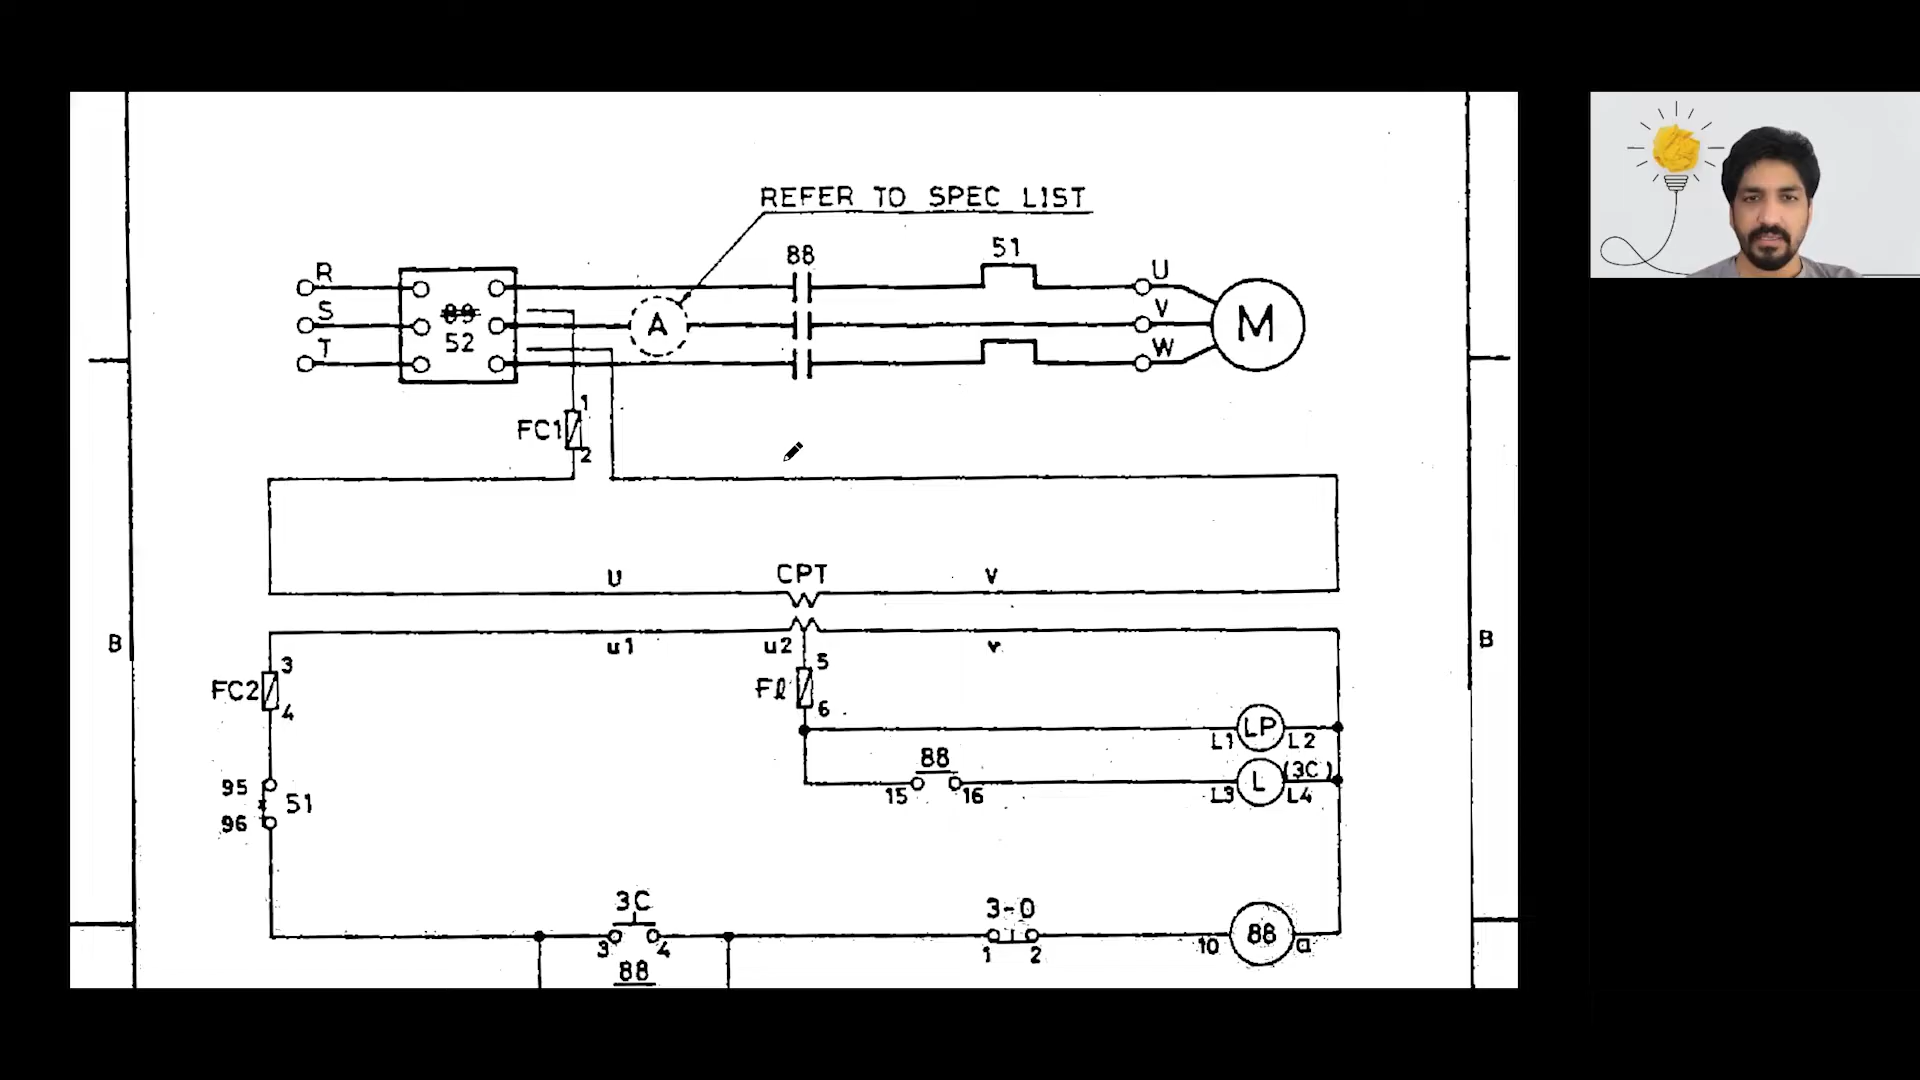 REFER TO SPEC LIST
88
51
R
U
S
89
A
V
M
52
T
W
1
FC1
2
U
CPT
V
B
u1
u2
v
B
3
5
FC2
Fl
4
6
LP
L1
L2
88
(3C)
95
51
15
16
L3
L
L4
96
3C
3-0
3
4
1
2
10
88
a
88